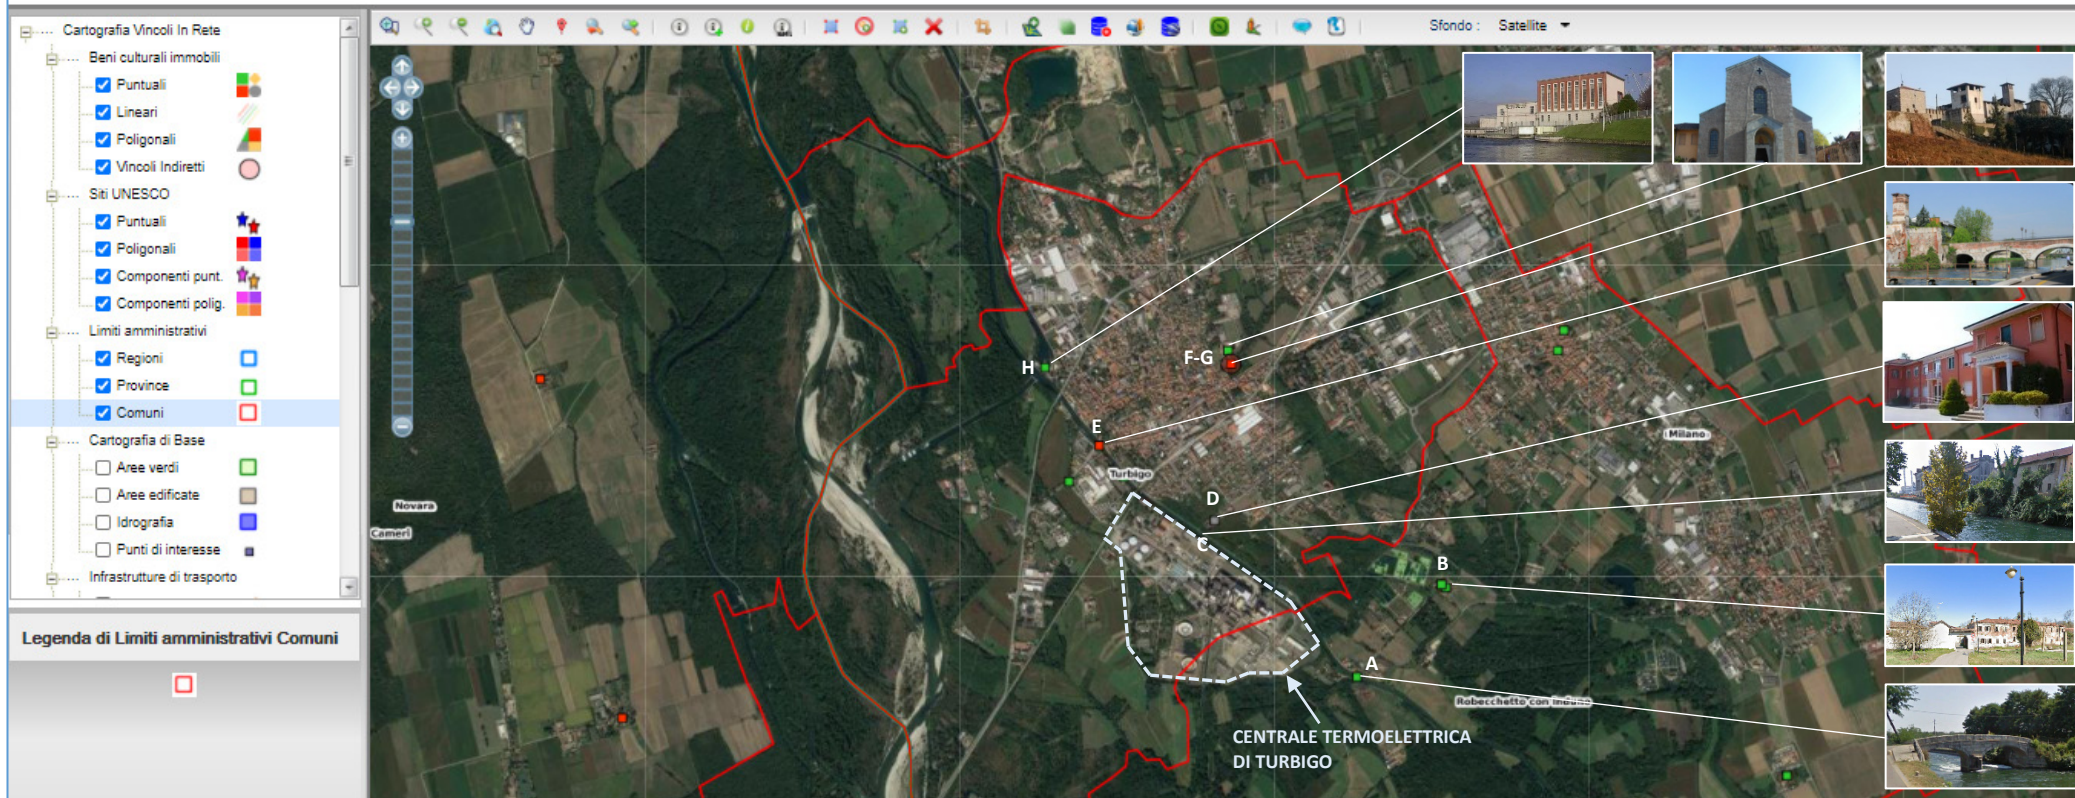 Cartografia Vincoli In Rete
Beni culturali immobili
Puntuali
Lineari
Poligonali
Vincoli Indiretti
Siti UNESCO
Puntuali
Poligonali
Componenti punt.
Componenti polig.
Limiti amministrativi
Regioni
Province
Comuni
Cartografia di Base
Aree verdi
Aree edificate
Idrografia
Punti di interesse
Infrastrutture di trasporto
Legenda di Limiti amministrativi Comuni
Sfondo : Satellite
H
F-G
E
Milano
Turbigo
D
Novara
Cameri
C
B
A
Robecchetto con Induno
CENTRALE TERMOELETTRICA
DI TURBIGO